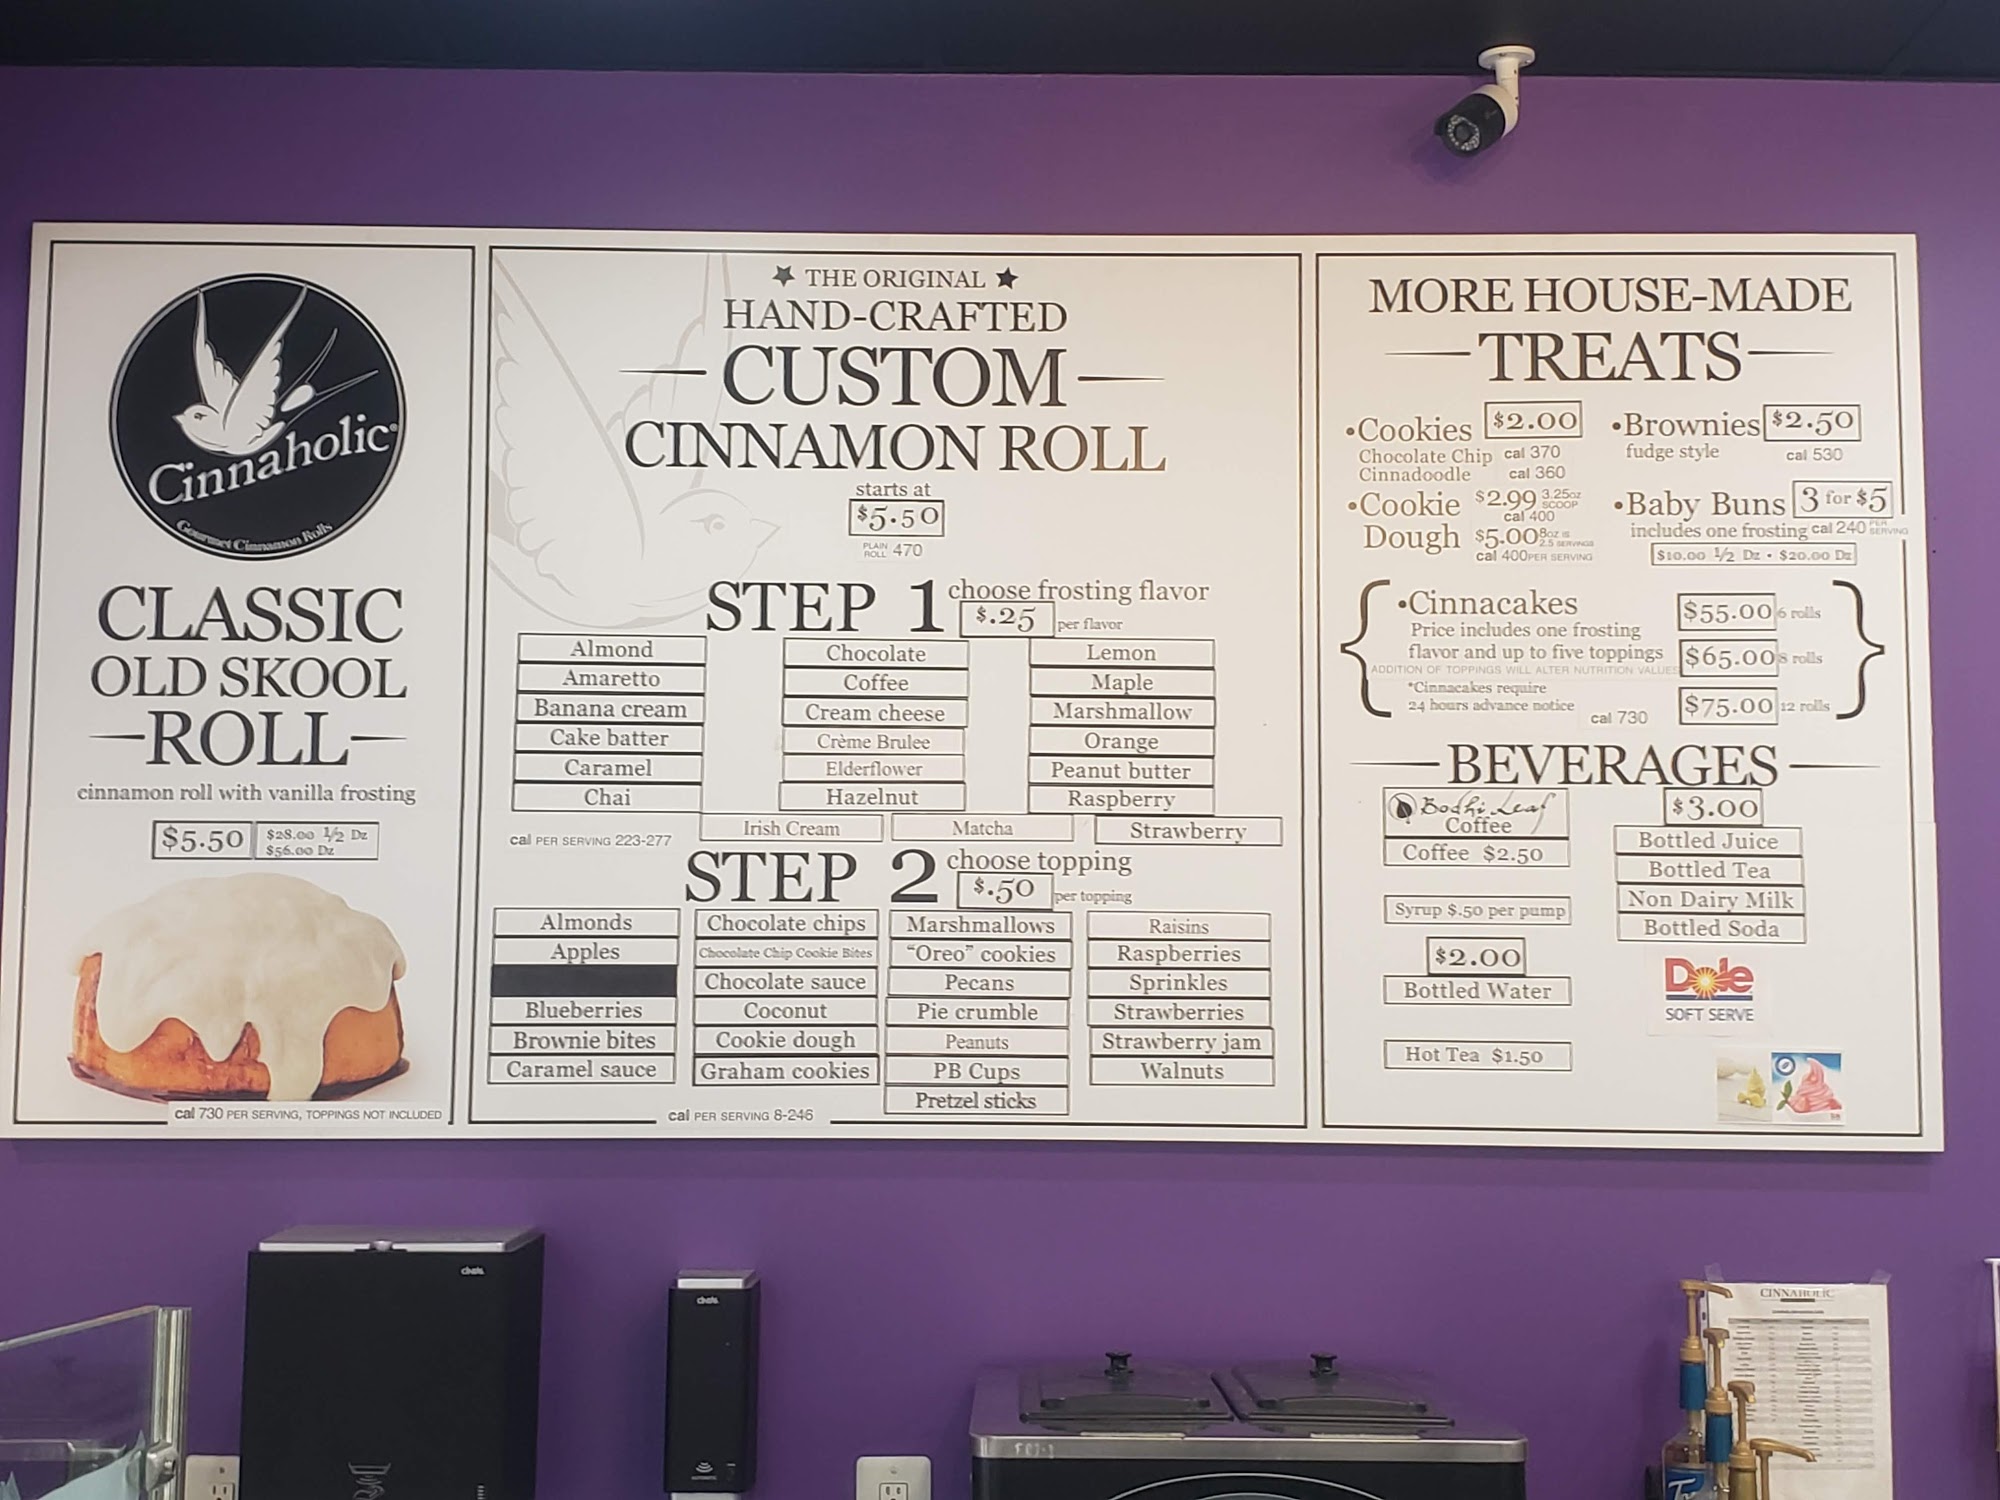 Cinnaholic®
Gourmet Cinnamon Rolls
CLASSIC
OLD SKOOL
ROLL
cinnamon roll with vanilla frosting
$5.50
$28.00 1/2 Dz
$56.00 Dz
cal 730 PER SERVING, TOPPINGS NOT INCLUDED
THE ORIGINAL
HAND-CRAFTED
CUSTOM
CINNAMON ROLL
starts at
$5.50
PLAIN ROLL 470
STEP 1 choose frosting flavor
$.25 per flavor
Almond
Amaretto
Banana cream
Cake batter
Caramel
Chai
Chocolate
Coffee
Cream cheese
Crème Brulee
Elderflower
Hazelnut
Lemon
Maple
Marshmallow
Orange
Peanut butter
Raspberry
Irish Cream
Matcha
Strawberry
cal PER SERVING 223-277
STEP 2 choose topping
$.50 per topping
Almonds
Apples
Blueberries
Brownie bites
Caramel sauce
Chocolate chips
Chocolate Chip Cookie Bites
Chocolate sauce
Coconut
Cookie dough
Graham cookies
Marshmallows
"Oreo" cookies
Pecans
Pie crumble
Peanuts
PB Cups
Pretzel sticks
Raisins
Raspberries
Sprinkles
Strawberries
Strawberry jam
Walnuts
cal PER SERVING 8-246
MORE HOUSE-MADE
TREATS
•Cookies $2.00
Chocolate Chip cal 370
Cinnadoodle cal 360
•Cookie Dough
$2.99 3.25oz SCOOP
cal 400
$5.00 8oz is 2.5 SERVINGS
cal 400 PER SERVING
•Brownies $2.50
fudge style cal 530
•Baby Buns 3 for $5
includes one frosting cal 240 PER SERVING
$10.00 1/2 Dz • $20.00 Dz
•Cinnacakes
Price includes one frosting
flavor and up to five toppings
ADDITION OF TOPPINGS WILL ALTER NUTRITION VALUES
*Cinnacakes require
24 hours advance notice
cal 730
$55.00 6 rolls
$65.00 8 rolls
$75.00 12 rolls
BEVERAGES
Bodhi Leaf
Coffee
Coffee $2.50
Syrup $.50 per pump
$2.00
Bottled Water
Hot Tea $1.50
$3.00
Bottled Juice
Bottled Tea
Non Dairy Milk
Bottled Soda
Dole
SOFT SERVE
CINNAHOLIC